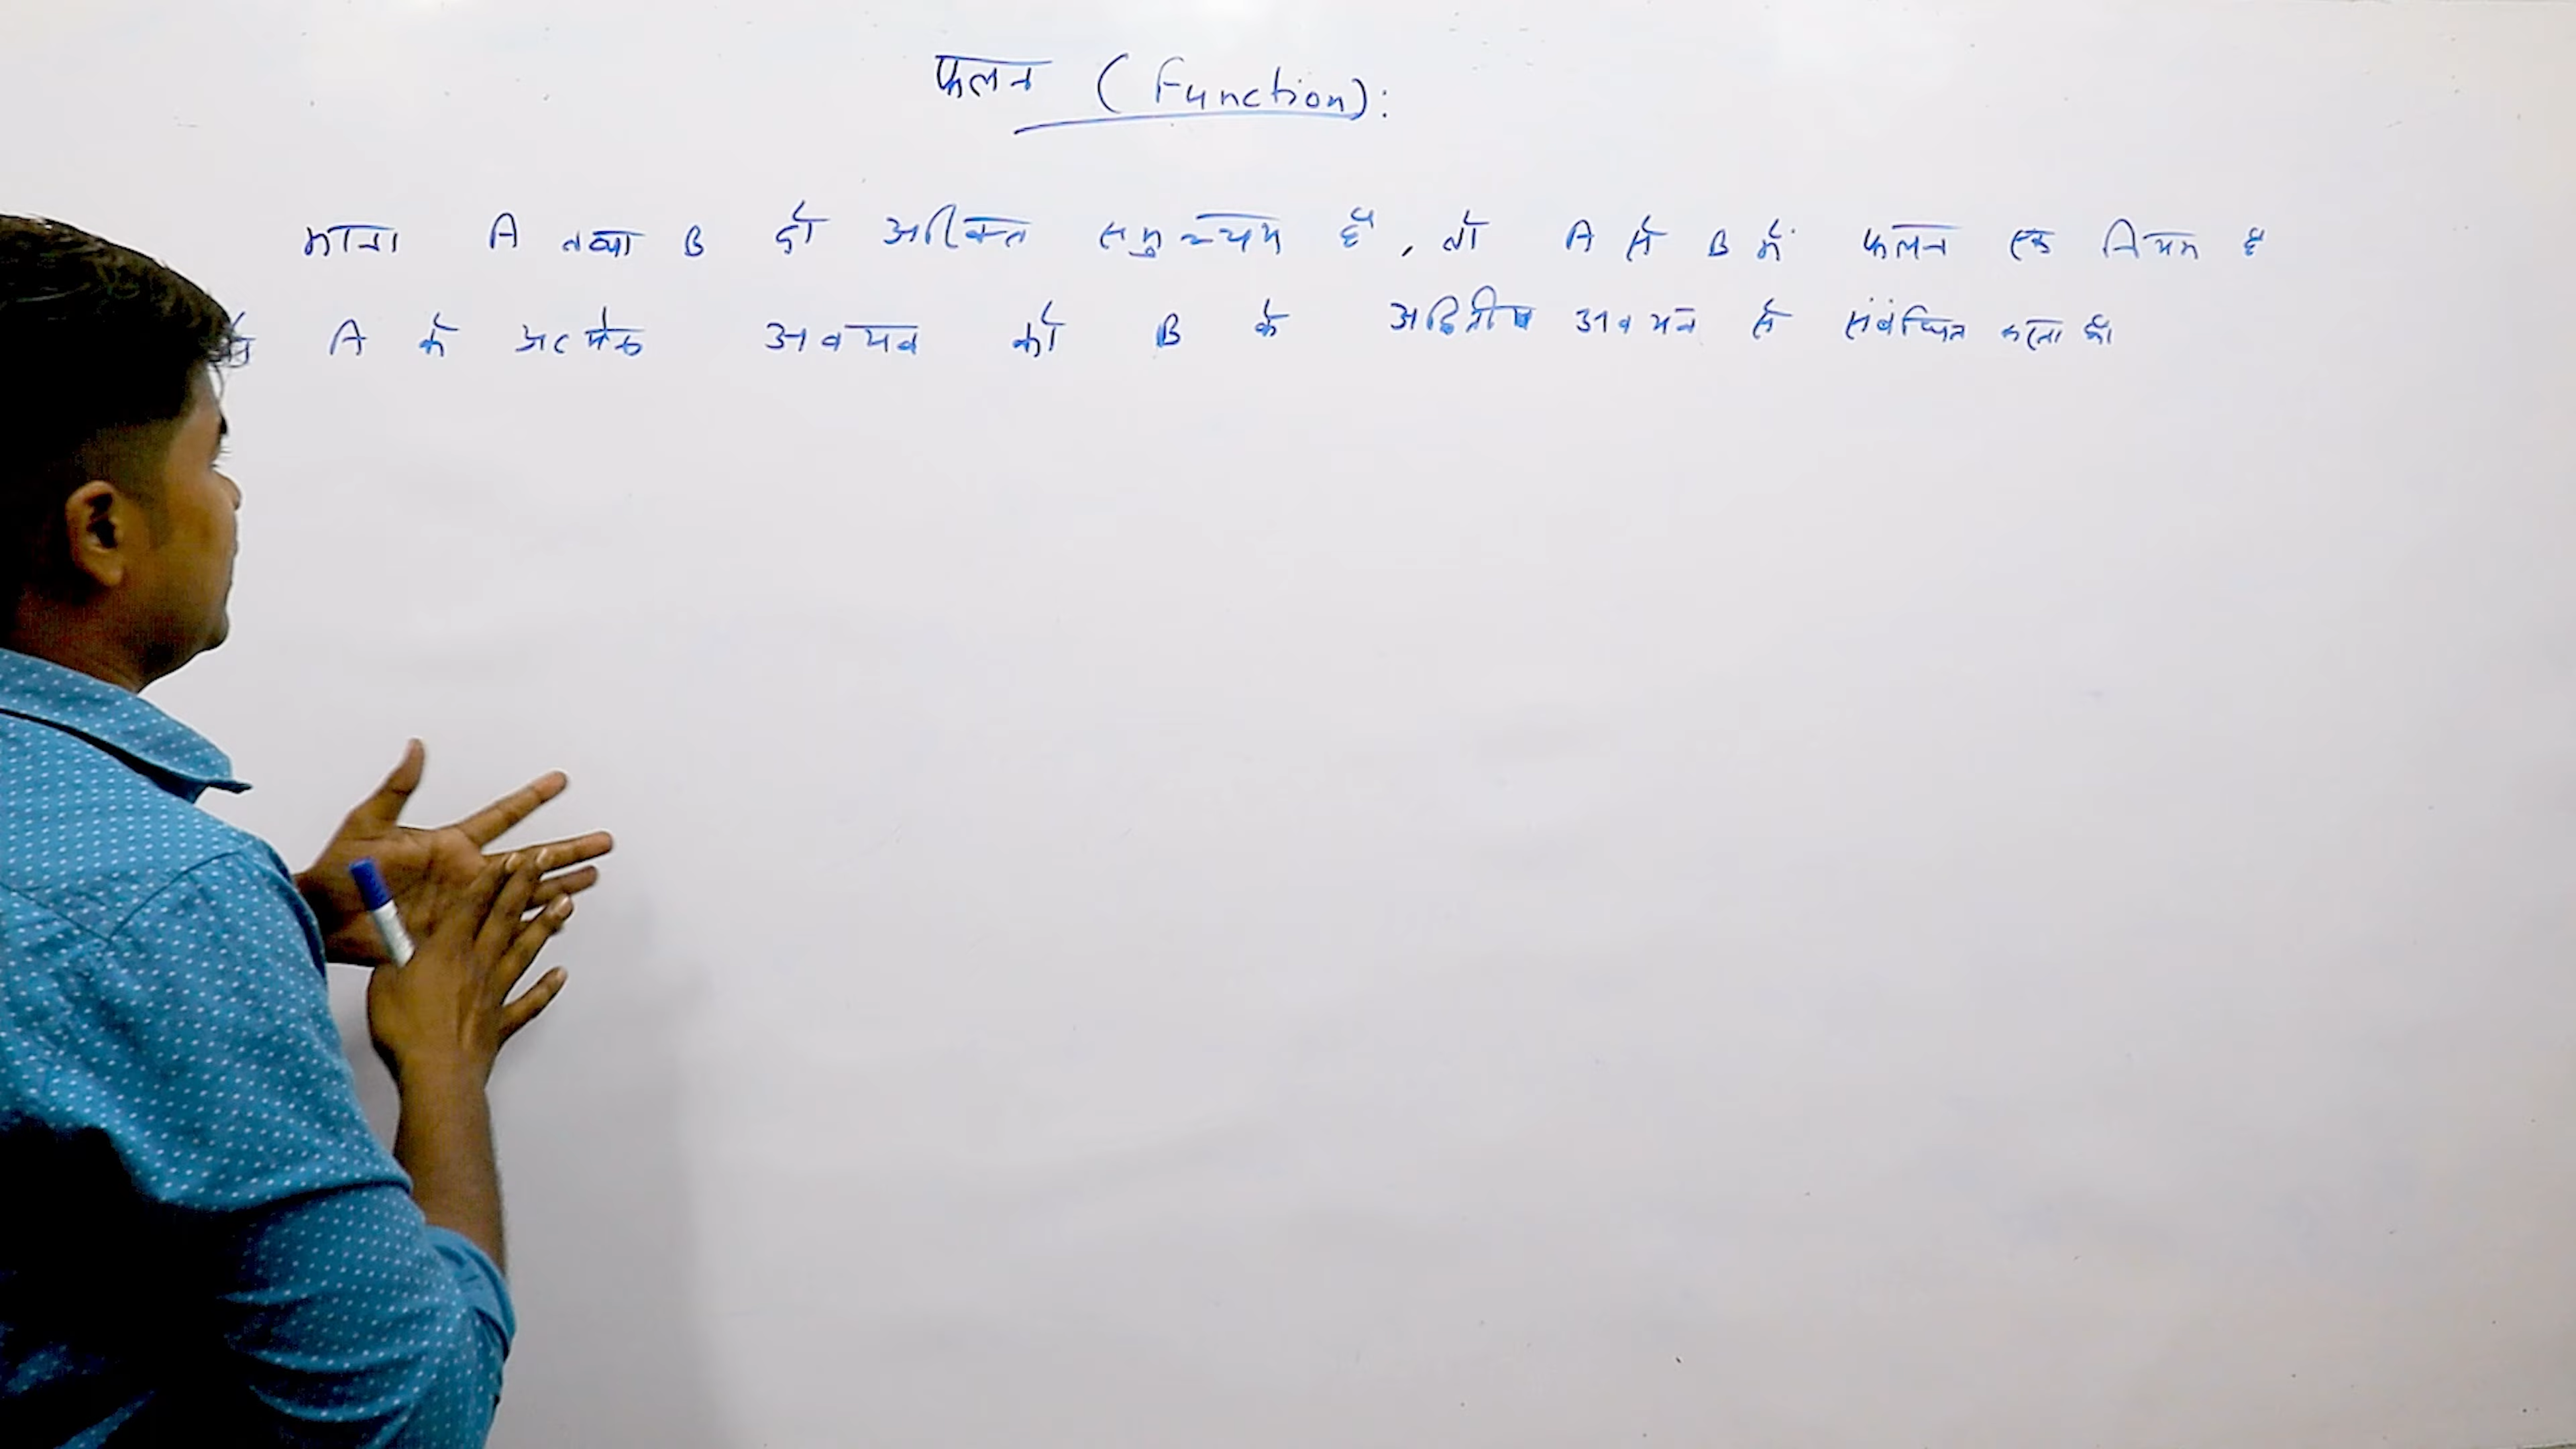 फलन (Function):
माना A तथा B दो अरिक्त समुच्चय हैं, तो A से B में फलन एक नियम है
A के प्रत्येक अवयव को B के अद्वितीय अवयव से संबंधित करता है।